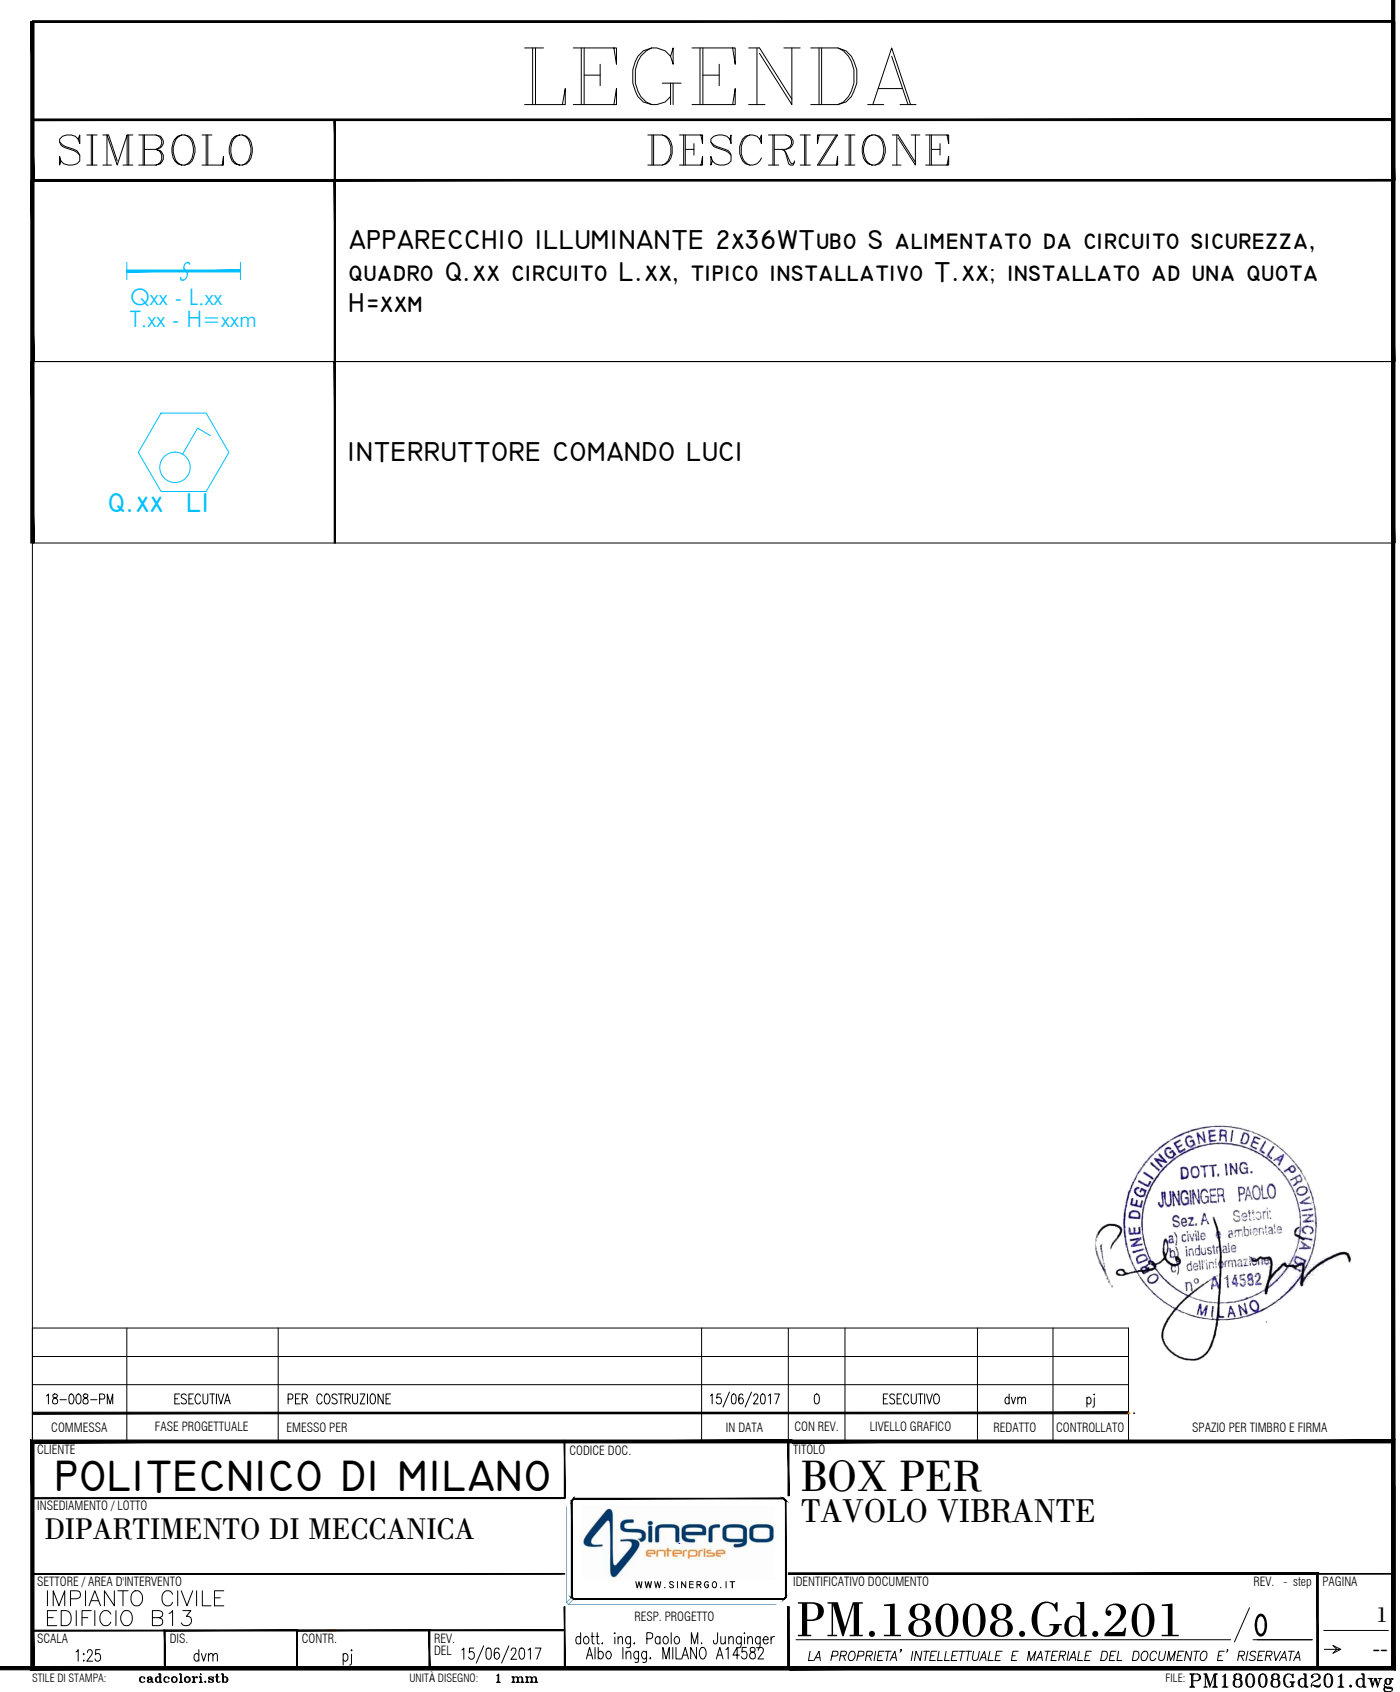 LEGENDA
SIMBOLO
DESCRIZIONE
Qxx - L.xx
T.xx - H=xxm
APPARECCHIO ILLUMINANTE 2x36WTUBO S ALIMENTATO DA CIRCUITO SICUREZZA,
QUADRO Q.XX CIRCUITO L.XX, TIPICO INSTALLATIVO T.XX; INSTALLATO AD UNA QUOTA
H=XXM
Q.XX LI
INTERRUTTORE COMANDO LUCI
ORDINE DEGLI INGEGNERI DELLA PROVINCIA DI
MILANO
DOTT. ING.
JUNGINGER PAOLO
Sez. A Settori:
a) civile e ambientale
b) industriale
c) dell'informazione
n° A 14582
18-008-PM ESECUTIVA PER COSTRUZIONE 15/06/2017 0 ESECUTIVO dvm pj
COMMESSA FASE PROGETTUALE EMESSO PER IN DATA CON REV. LIVELLO GRAFICO REDATTO CONTROLLATO SPAZIO PER TIMBRO E FIRMA
CLIENTE
POLITECNICO DI MILANO
INSEDIAMENTO / LOTTO
DIPARTIMENTO DI MECCANICA
SETTORE / AREA D'INTERVENTO
IMPIANTO CIVILE
EDIFICIO B13
SCALA
1:25
DIS.
dvm
CONTR.
pj
REV.
DEL 15/06/2017
CODICE DOC.
Sinergo
enterprise
WWW.SINERGO.IT
RESP. PROGETTO
dott. ing. Paolo M. Junginger
Albo Ingg. MILANO A14582
TITOLO
BOX PER
TAVOLO VIBRANTE
IDENTIFICATIVO DOCUMENTO
REV. - step
PM.18008.Gd.201 /0
LA PROPRIETA' INTELLETTUALE E MATERIALE DEL DOCUMENTO E' RISERVATA
PAGINA
1
→ --
STILE DI STAMPA: cadcolori.stb
UNITÀ DISEGNO: 1 mm
FILE: PM18008Gd201.dwg